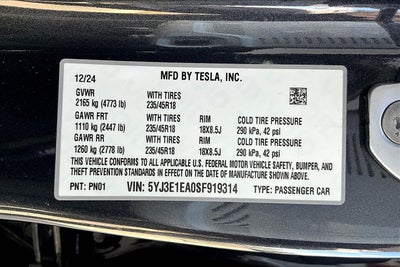 MFD BY TESLA, INC.
12/24
GVWR WITH TIRES
2165 kg (4773 lb) 235/45R18
GAWR FRT WITH TIRES RIM COLD TIRE PRESSURE
1110 kg (2447 lb) 235/45R18 18X8.5J 290 kPa, 42 psi
GAWR RR WITH TIRES RIM COLD TIRE PRESSURE
1260 kg (2778 lb) 235/45R18 18X8.5J 290 kPa, 42 psi
THIS VEHICLE CONFORMS TO ALL APPLICABLE U.S. FEDERAL MOTOR VEHICLE SAFETY, BUMPER, AND
THEFT PREVENTION STANDARDS IN EFFECT ON THE DATE OF MANUFACTURE SHOWN ABOVE.
PNT: PN01 VIN: 5YJ3E1EA0SF919314 TYPE: PASSENGER CAR